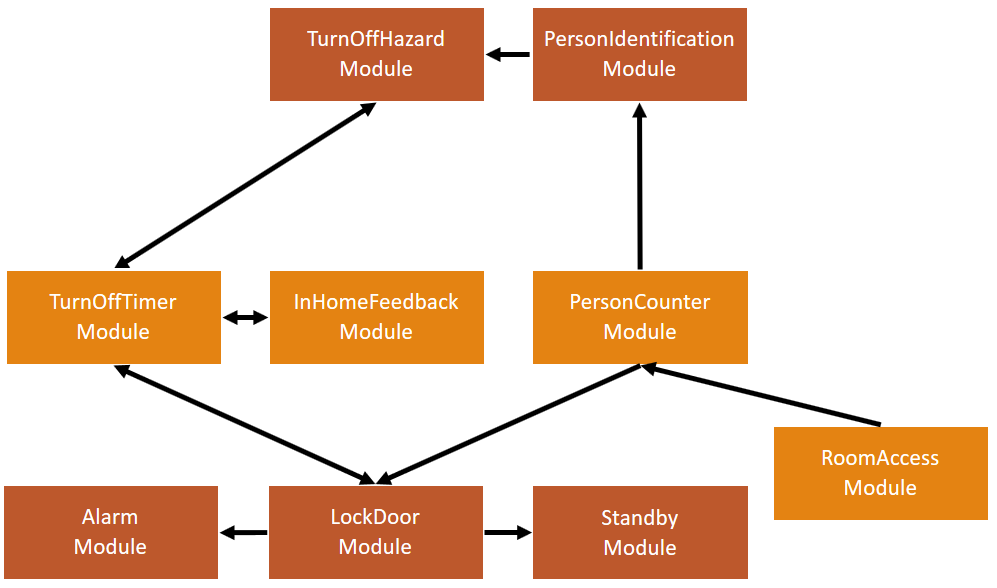 TurnOffHazard
Module
PersonIdentification
Module
TurnOffTimer
Module
InHomeFeedback
Module
PersonCounter
Module
RoomAccess
Module
Alarm
Module
LockDoor
Module
Standby
Module